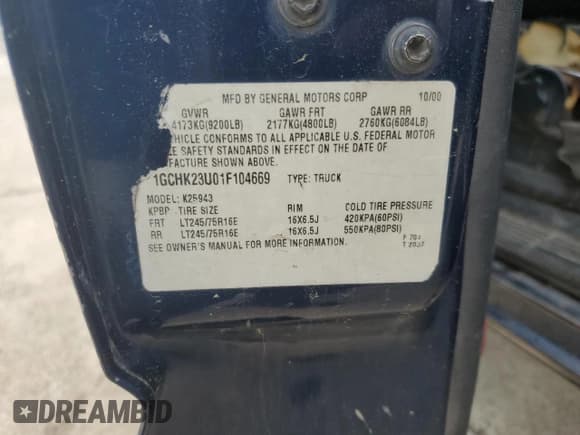 MFD BY GENERAL MOTORS CORP 10/00
GVWR GAWR FRT GAWR RR
4173KG(9200LB) 2177KG(4800LB) 2760KG(6084LB)
HICLE CONFORMS TO ALL APPLICABLE U.S. FEDERAL MOTOR
LE SAFETY STANDARDS IN EFFECT ON THE DATE OF
FACTURE SHOWN ABOVE.
1GCHK23U01F104669 TYPE: TRUCK
MODEL: K25943
KPBP TIRE SIZE RIM COLD TIRE PRESSURE
FRT LT245/75R16E 16X6.5J 420KPA(60PSI)
RR LT245/75R16E 16X6.5J 550KPA(80PSI)
SEE OWNER'S MANUAL FOR MORE INFORMATION.
DREAMBID